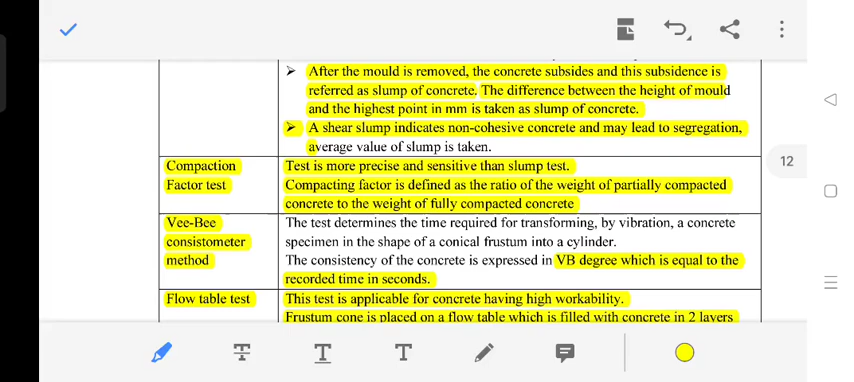 ➢ After the mould is removed, the concrete subsides and this subsidence is
referred as slump of concrete. The difference between the height of mould
and the highest point in mm is taken as slump of concrete.
➢ A shear slump indicates non-cohesive concrete and may lead to segregation,
average value of slump is taken.
12
Compaction
Factor test
Test is more precise and sensitive than slump test.
Compacting factor is defined as the ratio of the weight of partially compacted
concrete to the weight of fully compacted concrete
Vee-Bee
consistometer
method
The test determines the time required for transforming, by vibration, a concrete
specimen in the shape of a conical frustum into a cylinder.
The consistency of the concrete is expressed in VB degree which is equal to the
recorded time in seconds.
Flow table test
This test is applicable for concrete having high workability.
Frustum cone is placed on a flow table which is filled with concrete in 2 layers
T
T
T